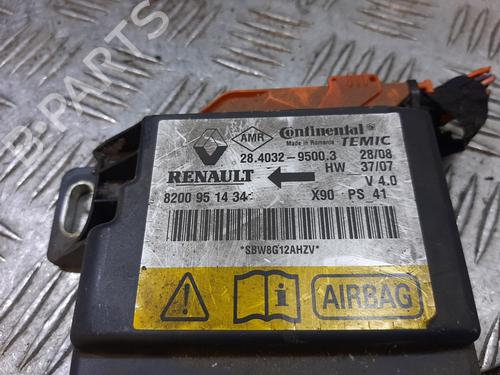 AMR Continental
Made in Romania TEMIC
28.4032 - 9500.3 28/08
RENAULT HW 37/07
V 4.0
8200 95 14 34 X90 - PS 41
*SBW8G12AHZV*
AIRBAG
B-PARTS